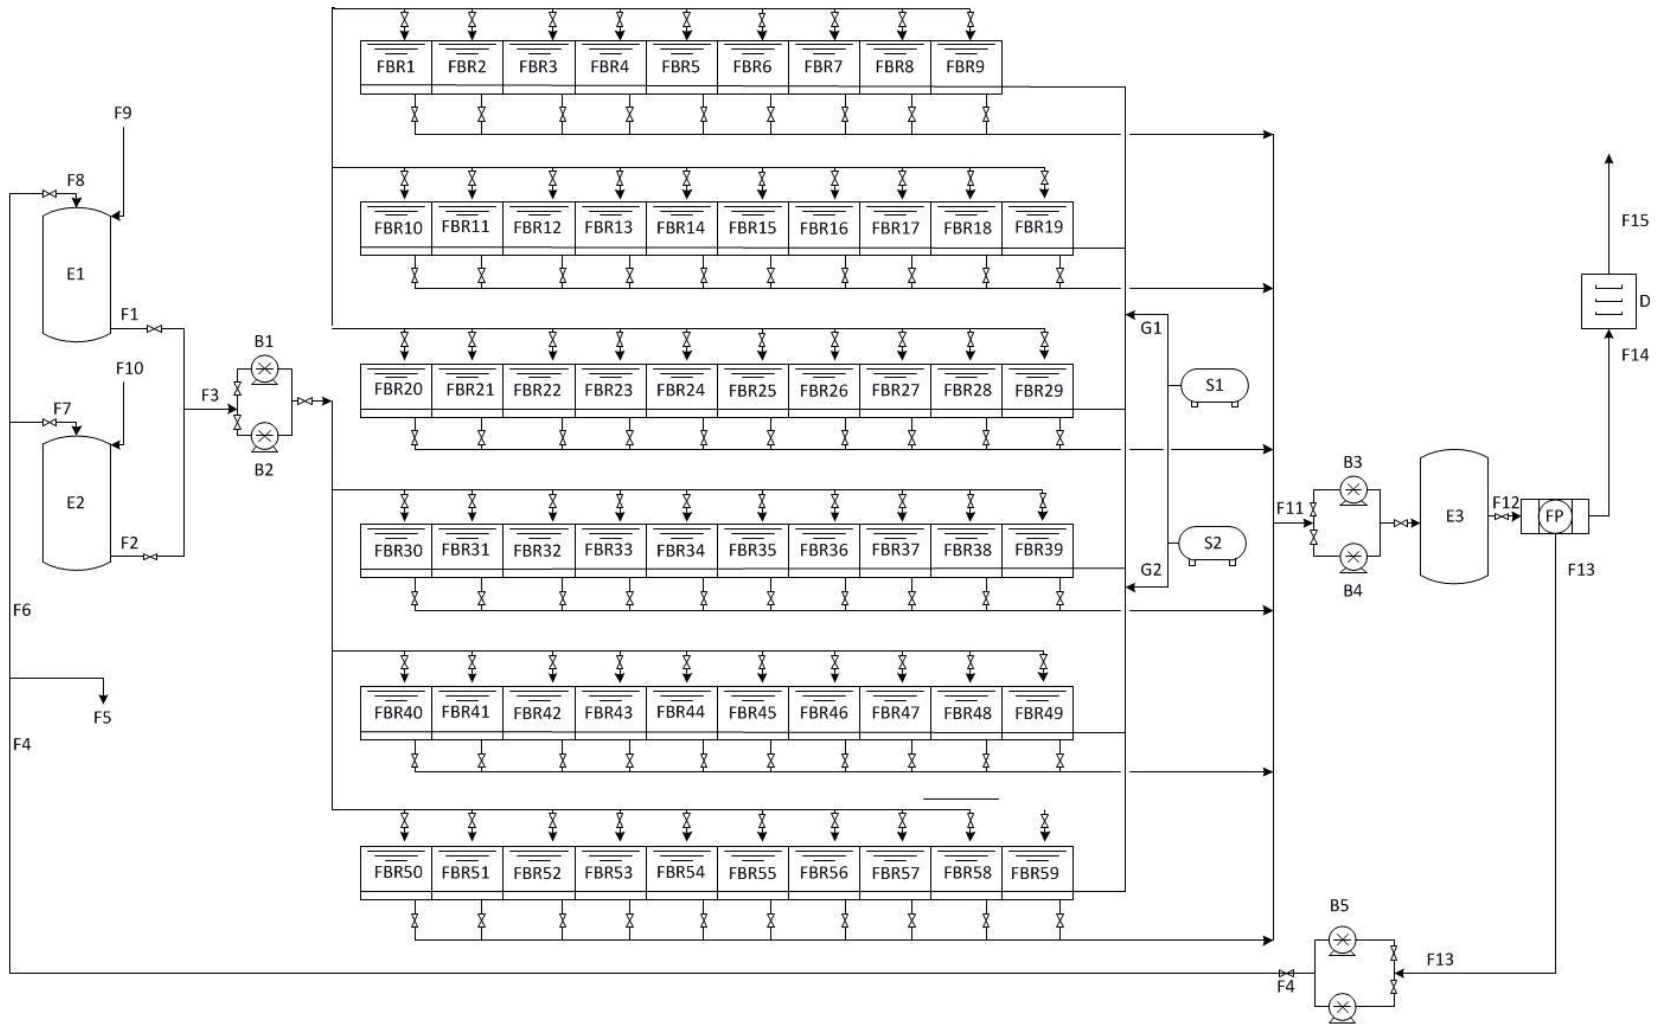 FBR1 FBR2 FBR3 FBR4 FBR5 FBR6 FBR7 FBR8 FBR9
F9
F8
E1
F1
FBR10 FBR11 FBR12 FBR13 FBR14 FBR15 FBR16 FBR17 FBR18 FBR19
F15
D
F14
G1
S1
B1
F10
F3
F7
B2
E2
F2
FBR20 FBR21 FBR22 FBR23 FBR24 FBR25 FBR26 FBR27 FBR28 FBR29
B3
F11
E3
F12
FP
F13
B4
S2
G2
FBR30 FBR31 FBR32 FBR33 FBR34 FBR35 FBR36 FBR37 FBR38 FBR39
F6
F5
F4
FBR40 FBR41 FBR42 FBR43 FBR44 FBR45 FBR46 FBR47 FBR48 FBR49
FBR50 FBR51 FBR52 FBR53 FBR54 FBR55 FBR56 FBR57 FBR58 FBR59
B5
F13
F4